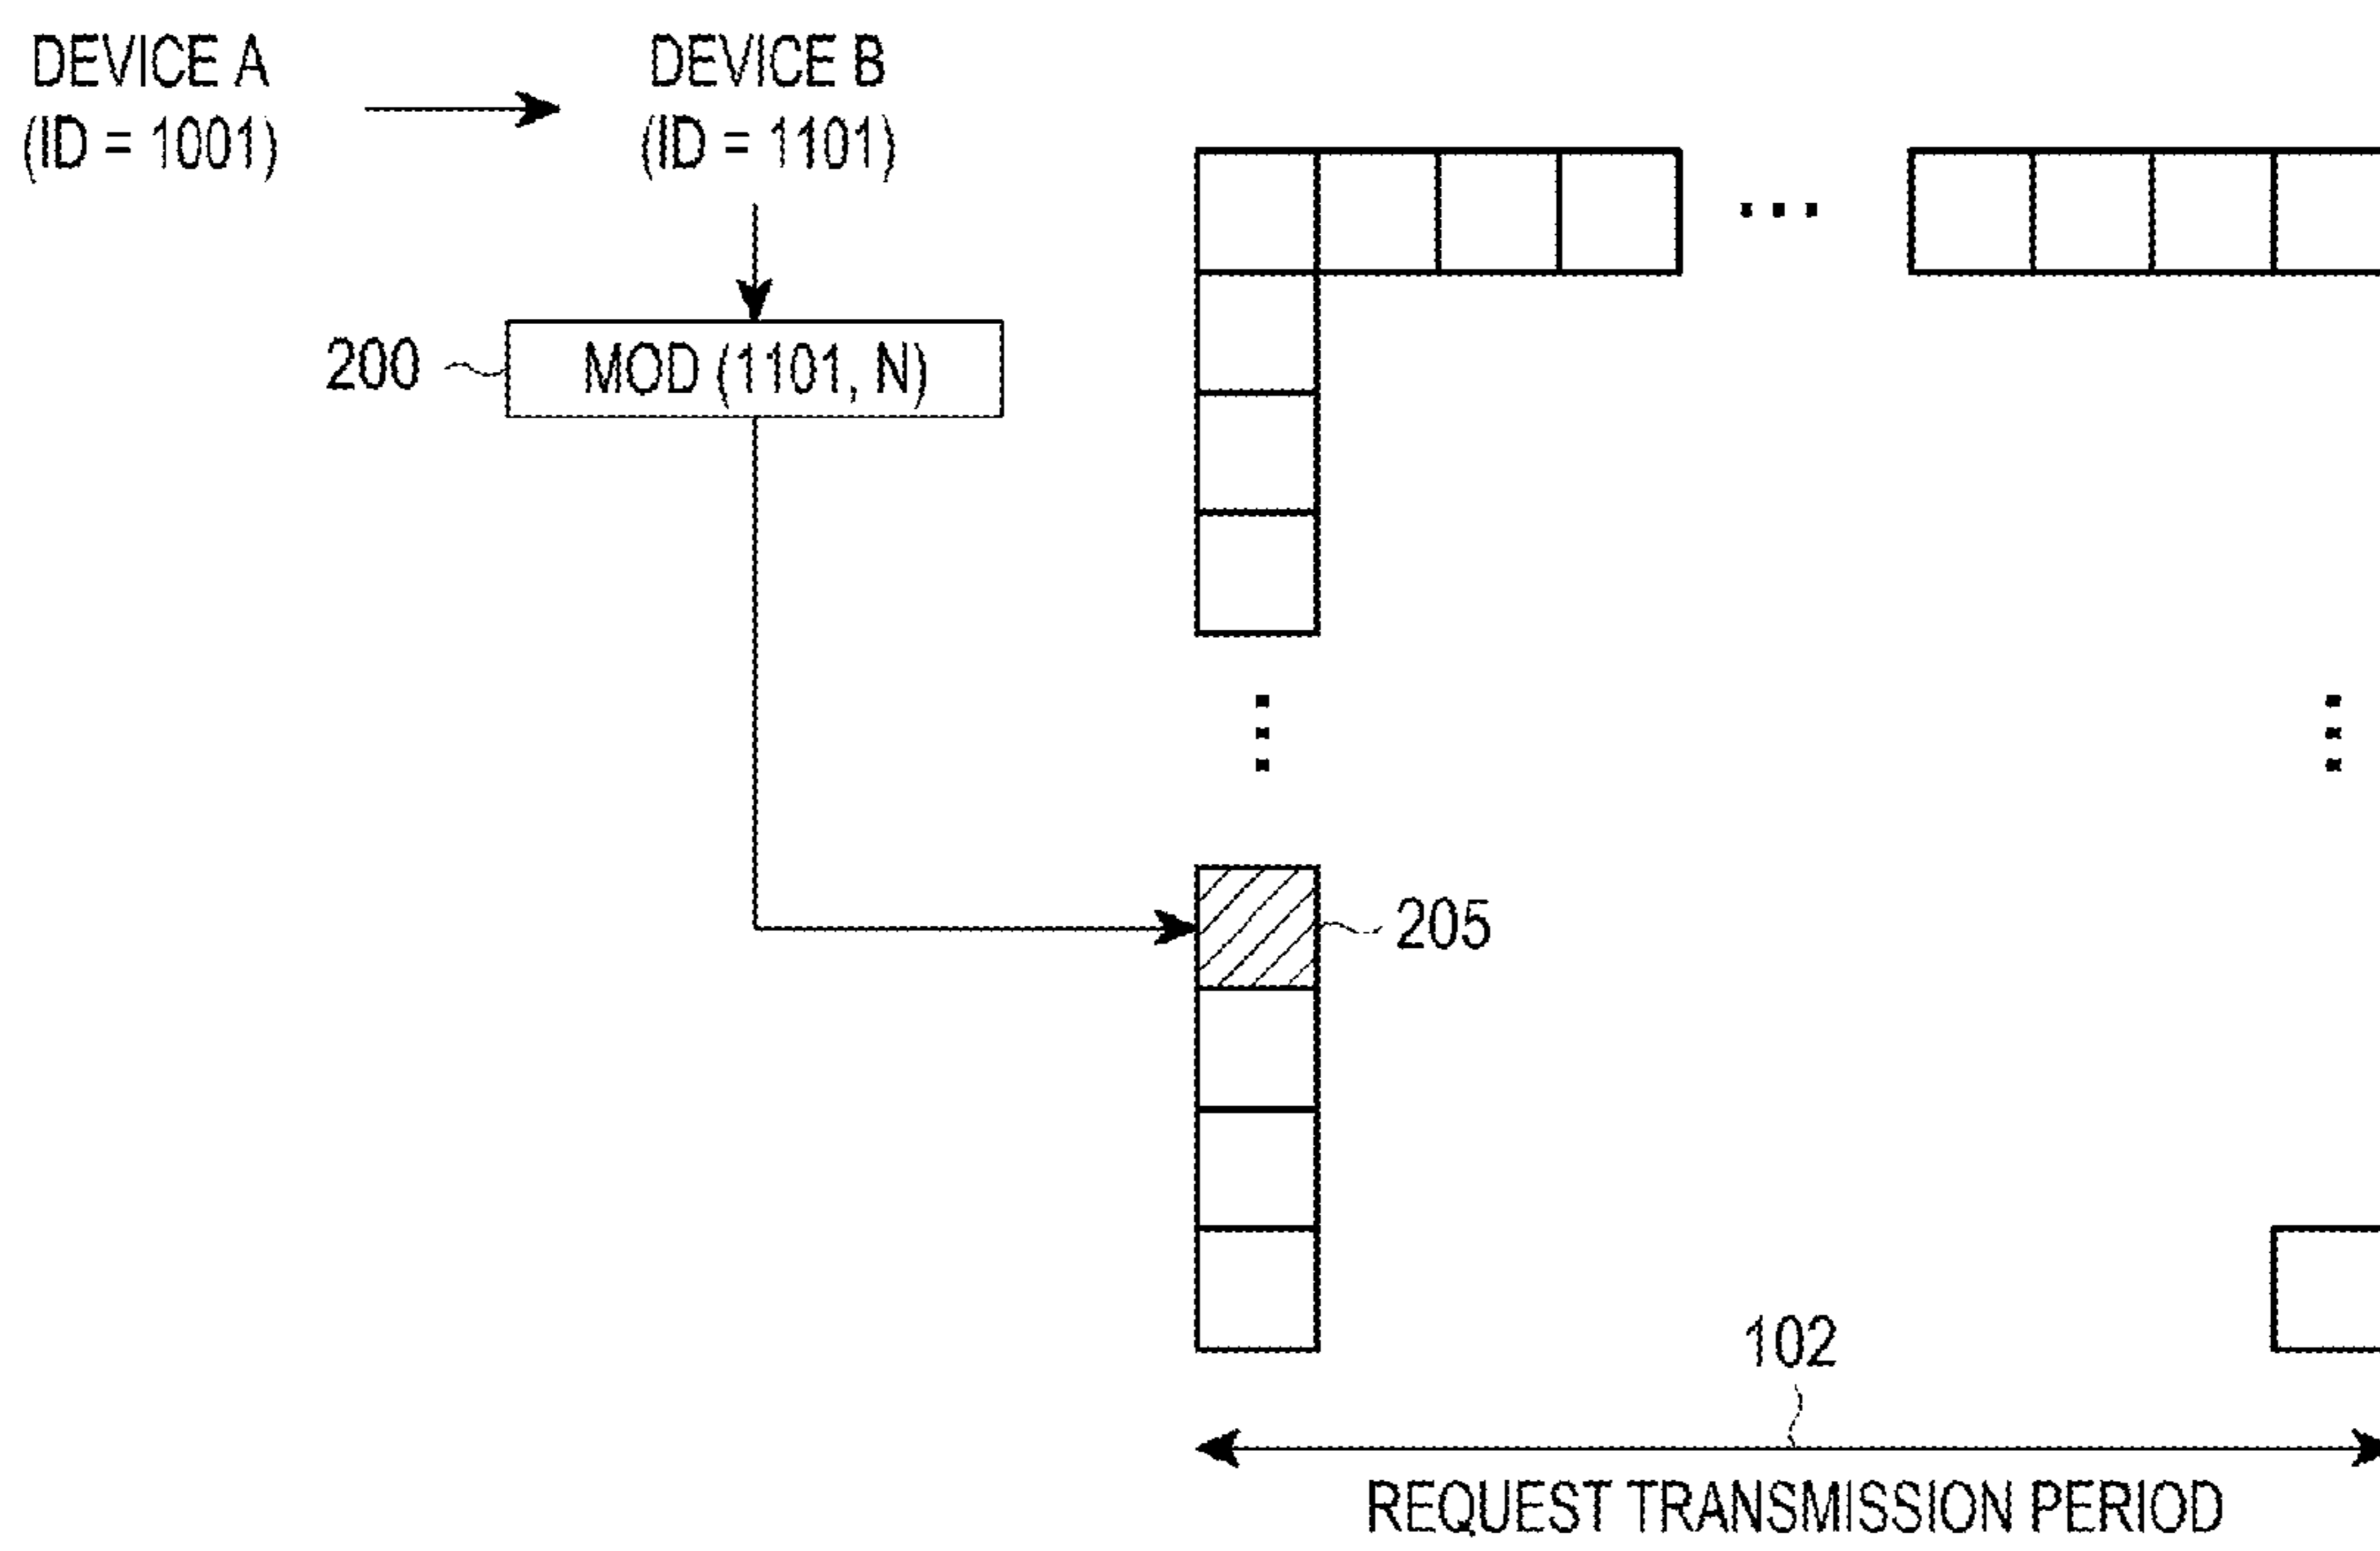 DEVICE A
(ID = 1001)
DEVICE B
(ID = 1101)
200
MOD (1101, N)
205
102
REQUEST TRANSMISSION PERIOD